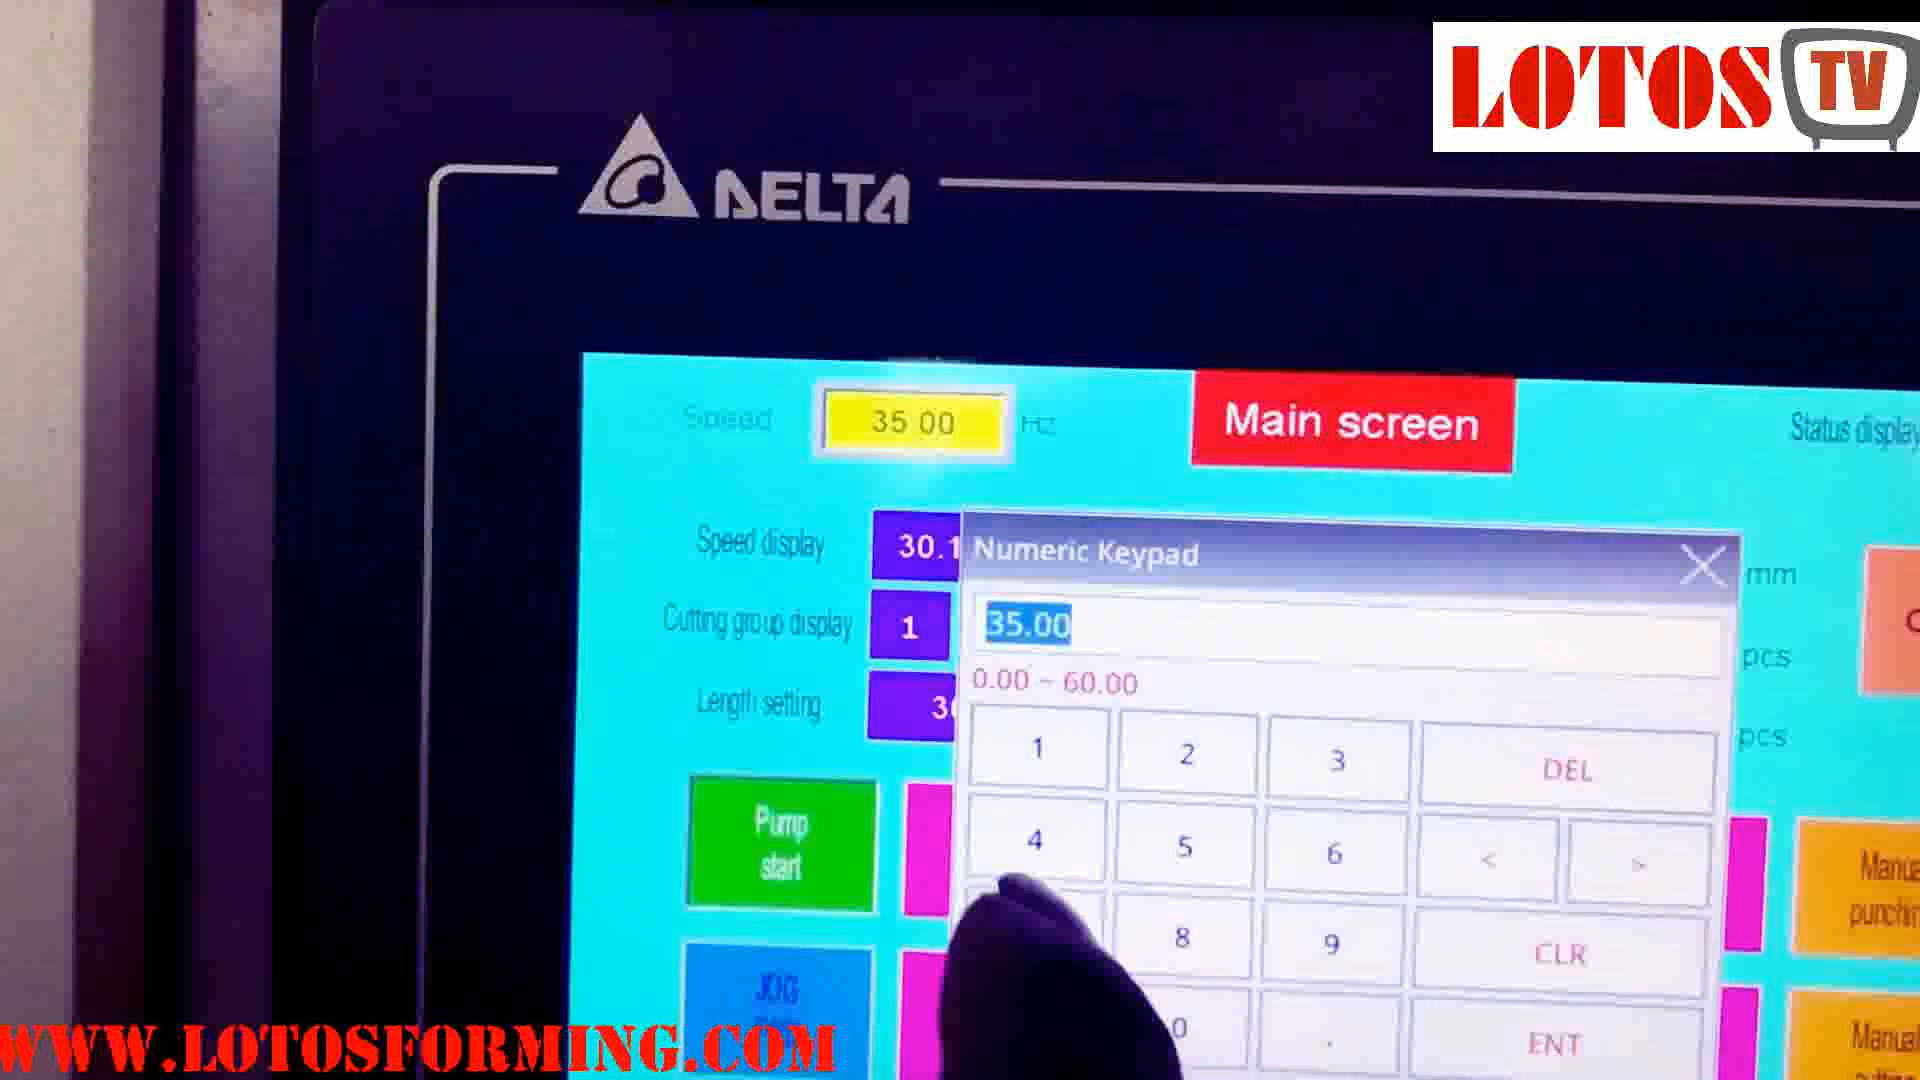 LOTOS TV
DELTA
Speed 35 00 Hz
Main screen
Status display
Speed display 30.1
Numeric Keypad
mm
Cutting group display 1
35.00
pcs
0.00 ~ 60.00
Length setting
pcs
1 2 3 DEL
Pump
start
4 5 6 < >
8 9 CLR
JOG
0 . ENT
WWW.LOTOSFORMING.COM